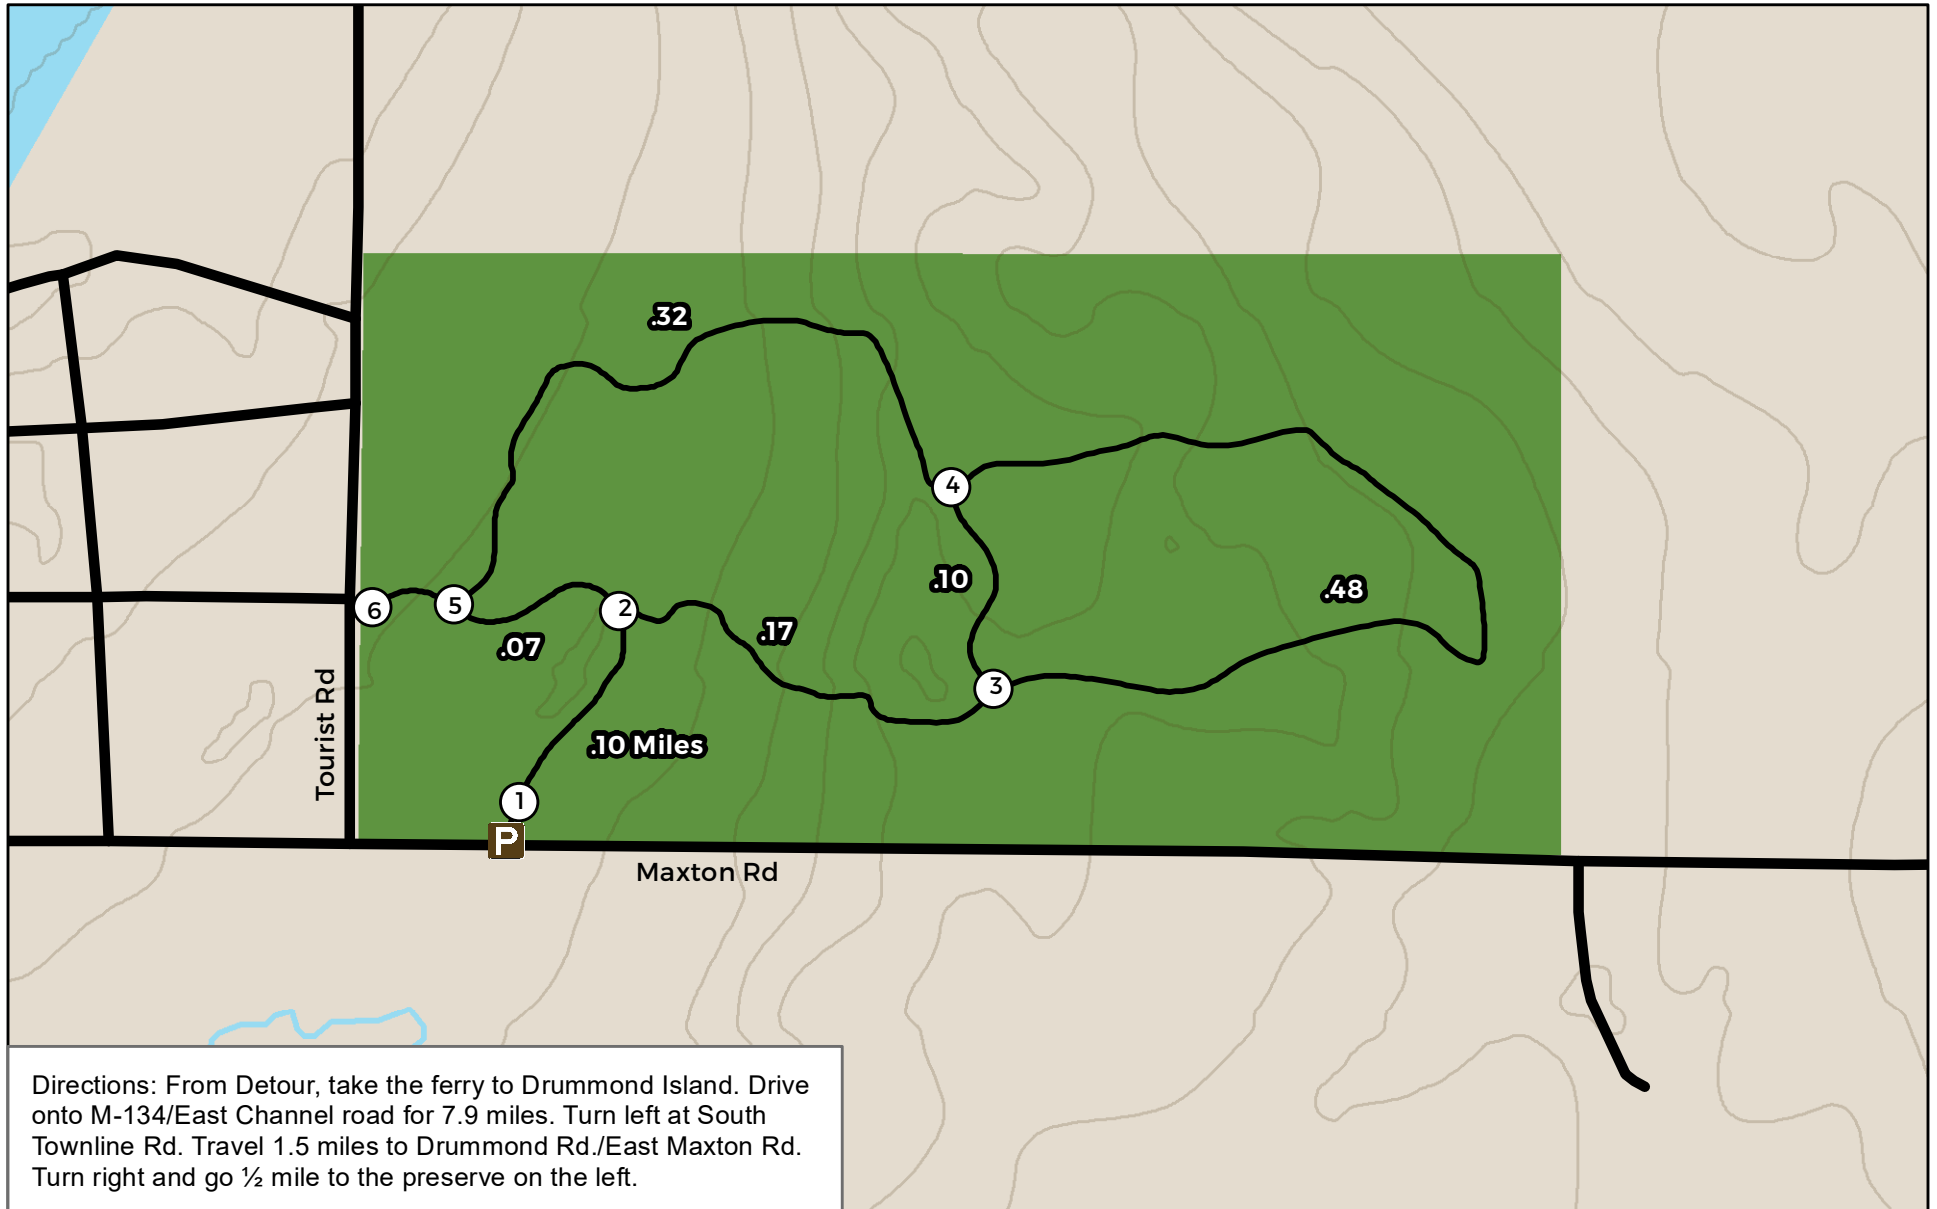 .32
4
.10
.48
6
5
2
.07
.17
3
Tourist Rd
.10 Miles
1
P
Maxton Rd
Directions: From Detour, take the ferry to Drummond Island. Drive
onto M-134/East Channel road for 7.9 miles. Turn left at South
Townline Rd. Travel 1.5 miles to Drummond Rd./East Maxton Rd.
Turn right and go ½ mile to the preserve on the left.